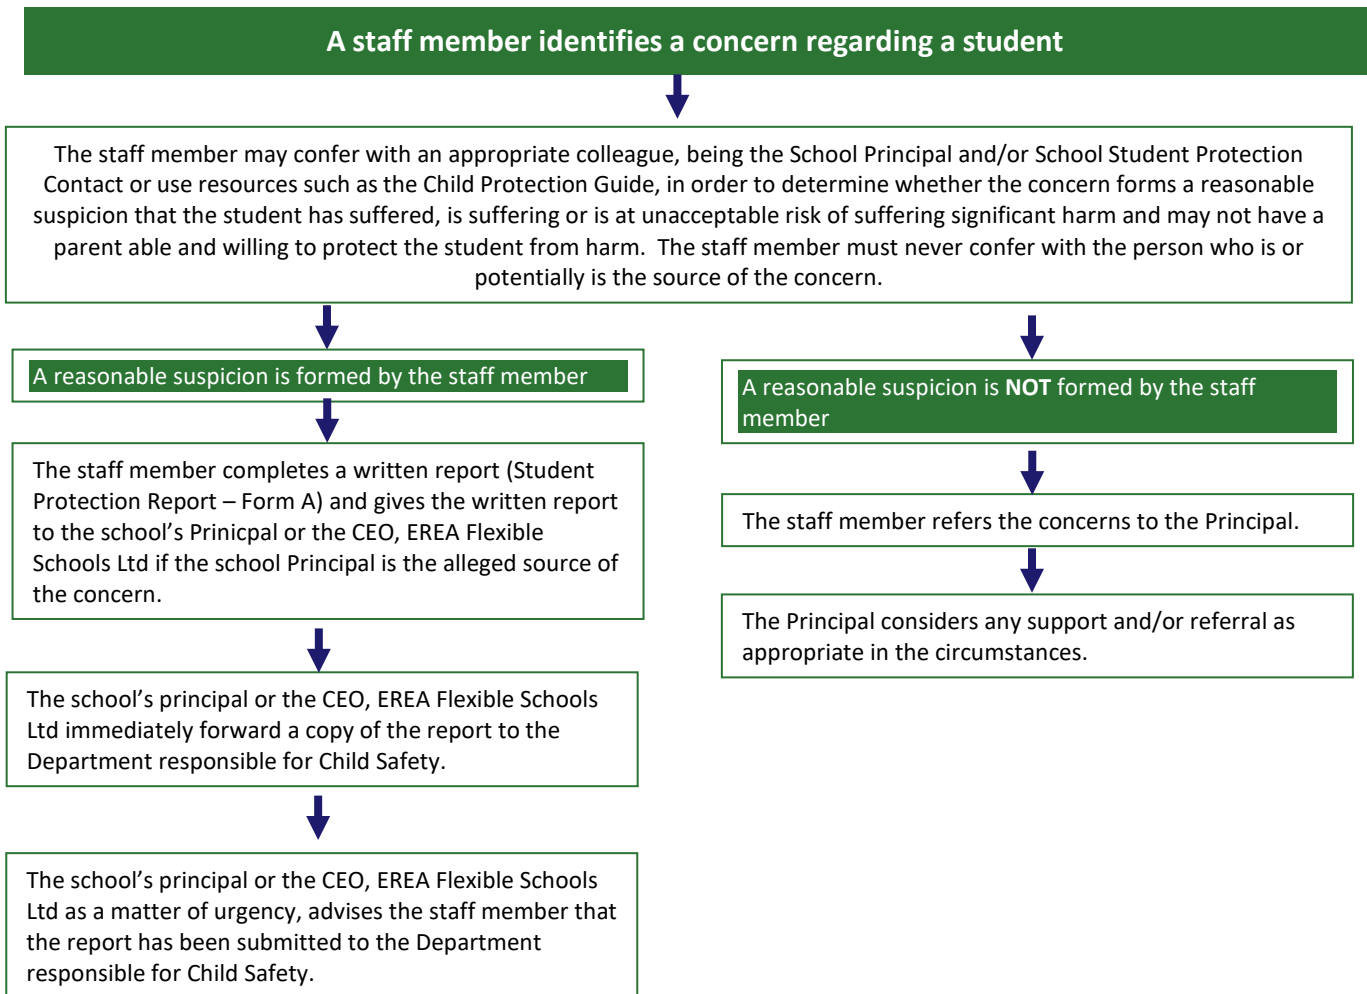 A staff member identifies a concern regarding a student
The staff member may confer with an appropriate colleague, being the School Principal and/or School Student Protection
Contact or use resources such as the Child Protection Guide, in order to determine whether the concern forms a reasonable
suspicion that the student has suffered, is suffering or is at unacceptable risk of suffering significant harm and may not have a
parent able and willing to protect the student from harm.  The staff member must never confer with the person who is or
potentially is the source of the concern.
A reasonable suspicion is formed by the staff member
The staff member completes a written report (Student
Protection Report – Form A) and gives the written report
to the school’s Prinicpal or the CEO, EREA Flexible
Schools Ltd if the school Principal is the alleged source of
the concern.
The school’s principal or the CEO, EREA Flexible Schools
Ltd immediately forward a copy of the report to the
Department responsible for Child Safety.
The school’s principal or the CEO, EREA Flexible Schools
Ltd as a matter of urgency, advises the staff member that
the report has been submitted to the Department
responsible for Child Safety.
A reasonable suspicion is NOT formed by the staff
member
The staff member refers the concerns to the Principal.
The Principal considers any support and/or referral as
appropriate in the circumstances.